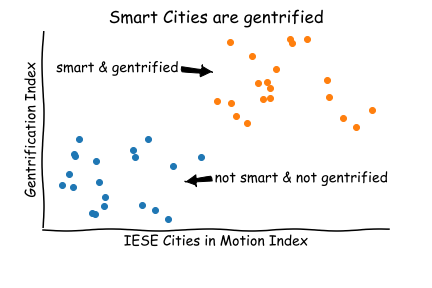 Smart Cities are gentrified
smart & gentrified
Gentrification Index
not smart & not gentrified
IESE Cities in Motion Index